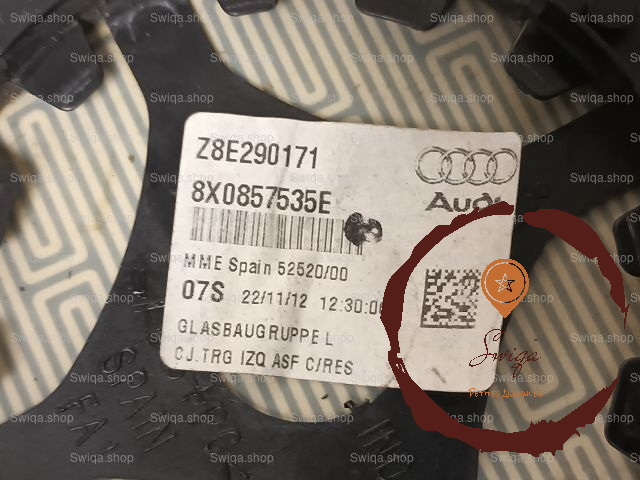 Z8E290171
8X0857535E
Audi
MME Spain 52520/00
07S 22/11/12 12:30:0
GLASBAUGRUPPE L
CJ.TRG IZQ ASF C/RES
SPAIN
Swiqa
Swiqa.shop